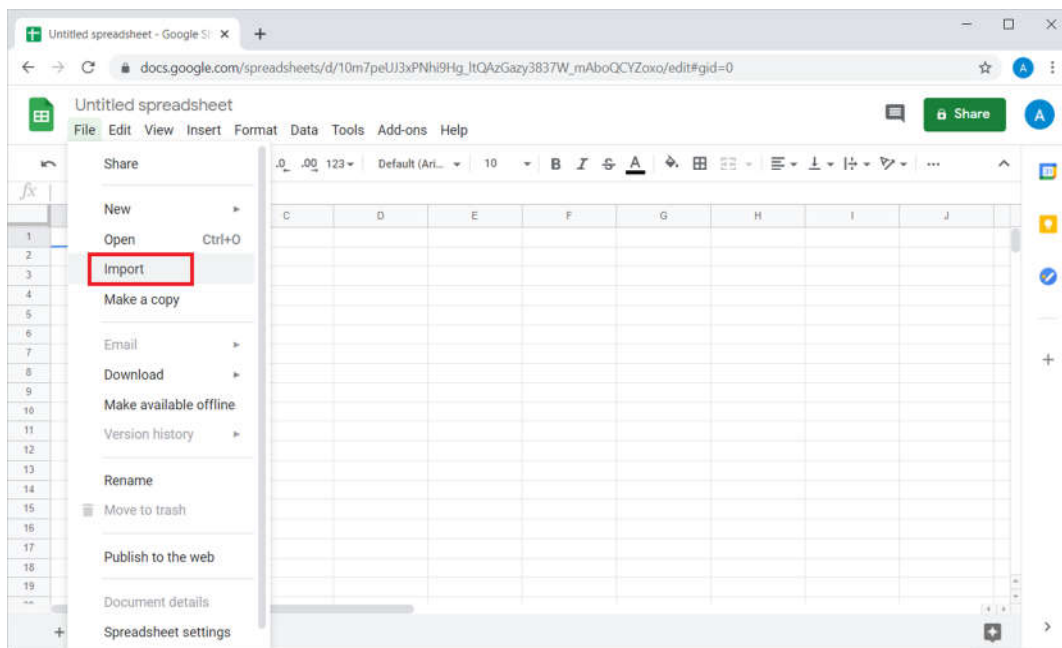 Untitled spreadsheet - Google S
docs.google.com/spreadsheets/d/10m7peUJ3xPNhi9Hg_ltQAzGazy3837W_mAboQCYZoxo/edit#gid=0
A
Untitled spreadsheet
Share
A
File Edit View Insert Format Data Tools Add-ons Help
.0 .00 123 Default (Ari... 10 B I S A
fx
C D E F G H I J
Share
New
Open Ctrl+O
Import
Make a copy
Email
Download
Make available offline
Version history
Rename
Move to trash
Publish to the web
Document details
Spreadsheet settings
1
2
3
4
5
6
7
8
9
10
11
12
13
14
15
16
17
18
19